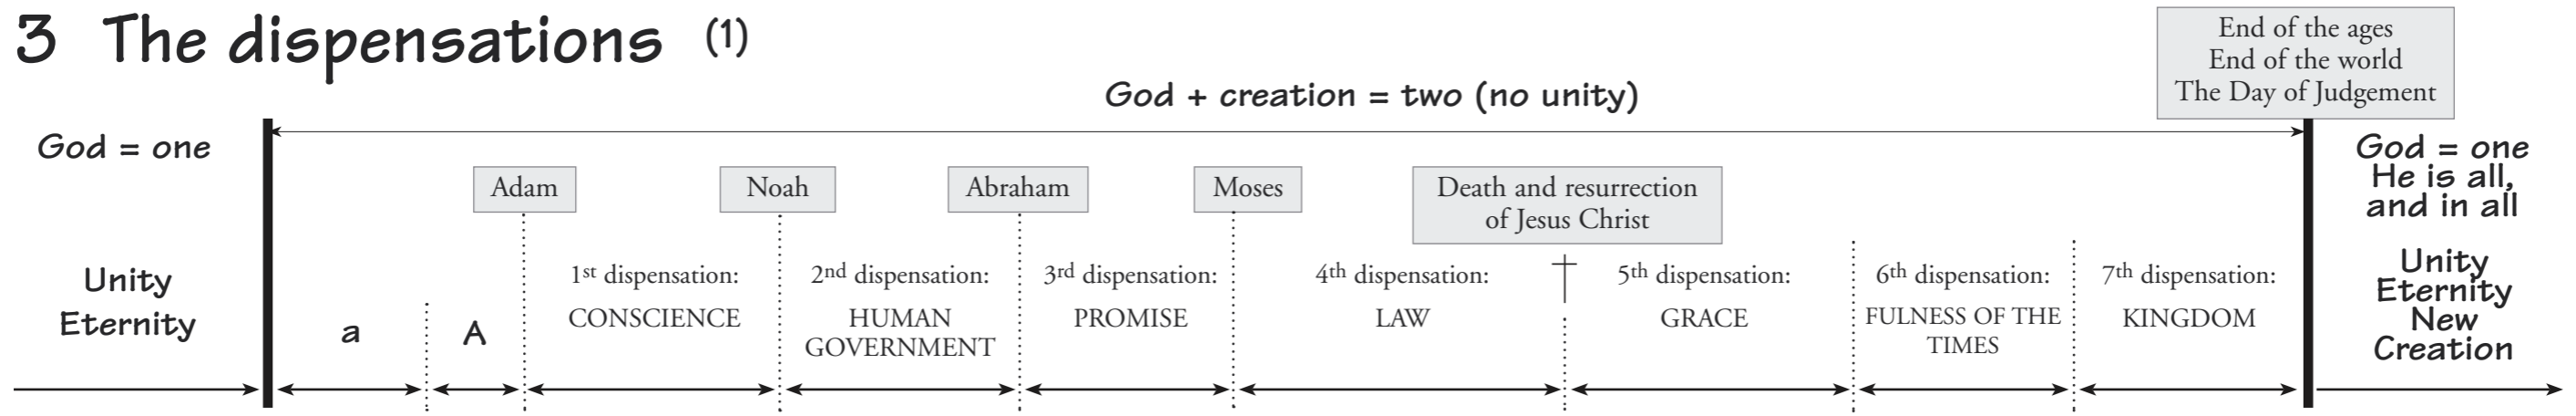 3 The dispensations (1)
End of the ages
End of the world
The Day of Judgement
God + creation = two (no unity)
God = one
God = one
He is all,
and in all
Adam
Noah
Abraham
Moses
Death and resurrection
of Jesus Christ
Unity
Eternity
a
A
1st dispensation:
CONSCIENCE
2nd dispensation:
HUMAN
GOVERNMENT
3rd dispensation:
PROMISE
4th dispensation:
LAW
5th dispensation:
GRACE
6th dispensation:
FULNESS OF THE
TIMES
7th dispensation:
KINGDOM
Unity
Eternity
New
Creation